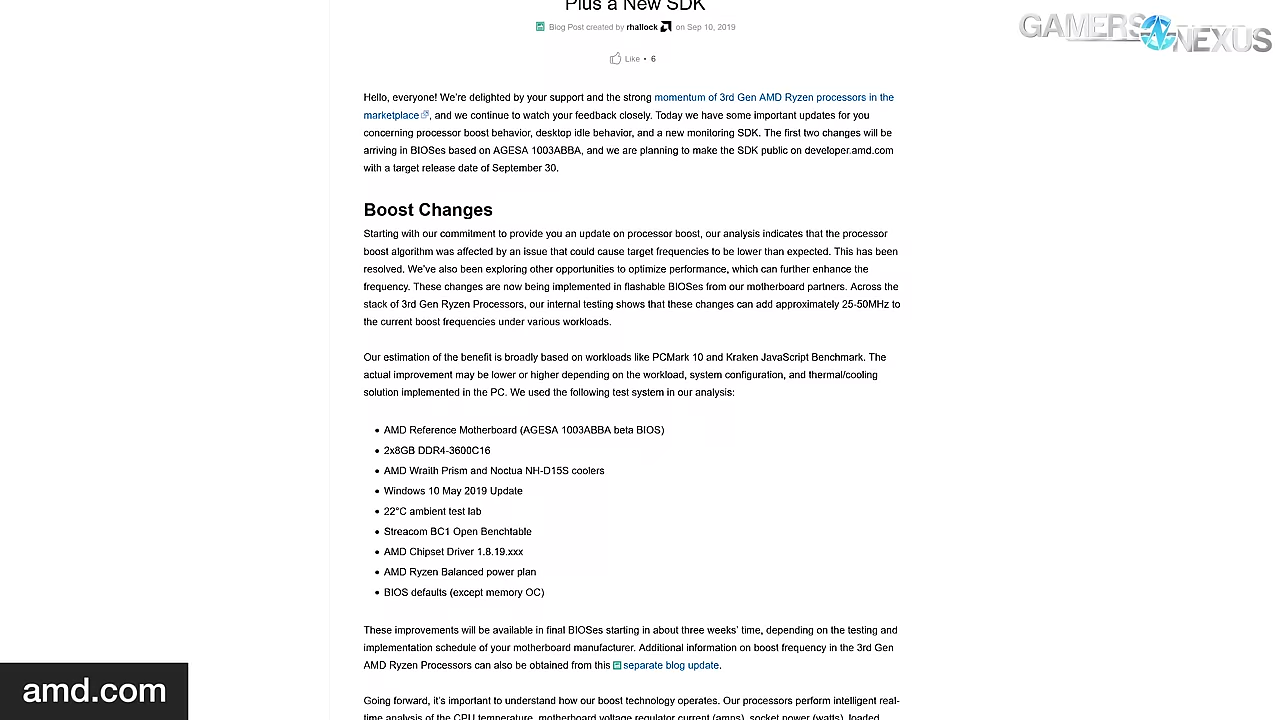 Plus a New SDK
GAMERS NEXUS
Blog Post created by rhallock on Sep 10, 2019
Like • 6
Hello, everyone! We're delighted by your support and the strong momentum of 3rd Gen AMD Ryzen processors in the
marketplace, and we continue to watch your feedback closely. Today we have some important updates for you
concerning processor boost behavior, desktop idle behavior, and a new monitoring SDK. The first two changes will be
arriving in BIOSes based on AGESA 1003ABBA, and we are planning to make the SDK public on developer.amd.com
with a target release date of September 30.
Boost Changes
Starting with our commitment to provide you an update on processor boost, our analysis indicates that the processor
boost algorithm was affected by an issue that could cause target frequencies to be lower than expected. This has been
resolved. We've also been exploring other opportunities to optimize performance, which can further enhance the
frequency. These changes are now being implemented in flashable BIOSes from our motherboard partners. Across the
stack of 3rd Gen Ryzen Processors, our internal testing shows that these changes can add approximately 25-50MHz to
the current boost frequencies under various workloads.
Our estimation of the benefit is broadly based on workloads like PCMark 10 and Kraken JavaScript Benchmark. The
actual improvement may be lower or higher depending on the workload, system configuration, and thermal/cooling
solution implemented in the PC. We used the following test system in our analysis:
• AMD Reference Motherboard (AGESA 1003ABBA beta BIOS)
• 2x8GB DDR4-3600C16
• AMD Wraith Prism and Noctua NH-D15S coolers
• Windows 10 May 2019 Update
• 22°C ambient test lab
• Streacom BC1 Open Benchtable
• AMD Chipset Driver 1.8.19.xxx
• AMD Ryzen Balanced power plan
• BIOS defaults (except memory OC)
These improvements will be available in final BIOSes starting in about three weeks' time, depending on the testing and
implementation schedule of your motherboard manufacturer. Additional information on boost frequency in the 3rd Gen
AMD Ryzen Processors can also be obtained from this separate blog update.
Going forward, it's important to understand how our boost technology operates. Our processors perform intelligent real-
time analysis of the CPU temperature, motherboard voltage regulator current (amps), socket power (watts), loaded
amd.com